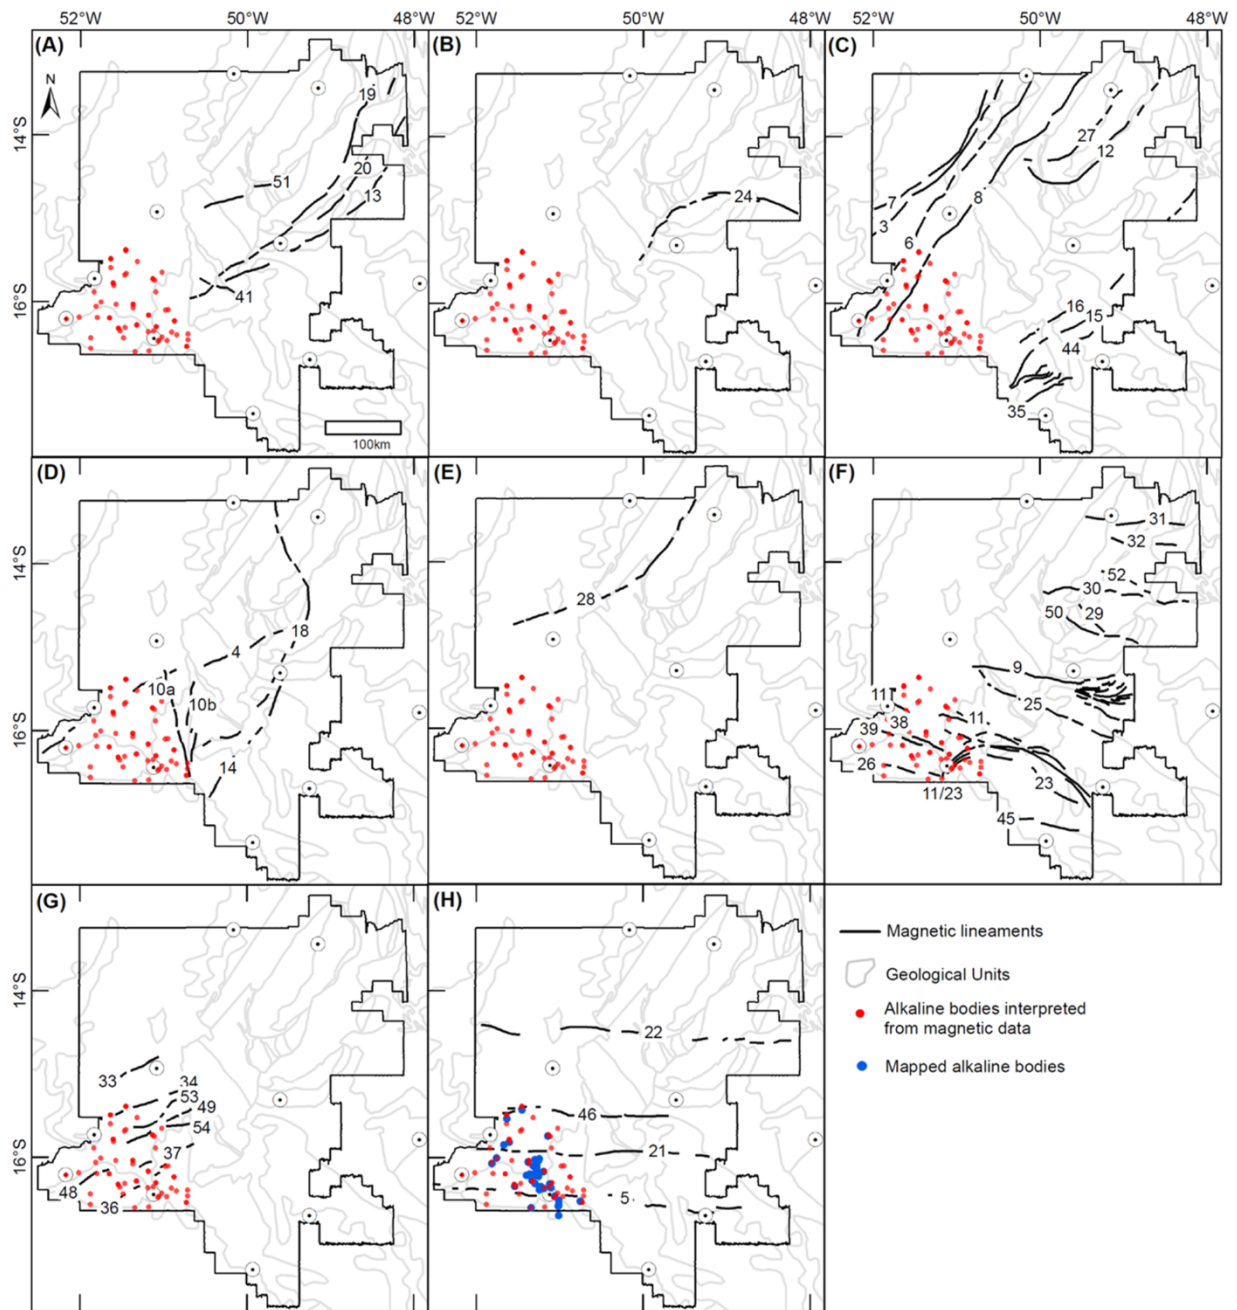 52°W 50°W 48°W 52°W 50°W 52°W 50°W 48°W
(A) (B) (C)
N
19
14°S
20
51
13
41
16°S
100km
24
27
12
7
8
3
6
16
15
44
35
(D) (E) (F)
14°S
18
4
10a
10b
16°S
14
28
31
32
52
30
50
29
9
25
11
38
11
39
26
23
11/23
45
(G) (H)
14°S
33
34
53
49
54
37
16°S
48
36
22
46
21
5
Magnetic lineaments
Geological Units
Alkaline bodies interpreted
from magnetic data
Mapped alkaline bodies